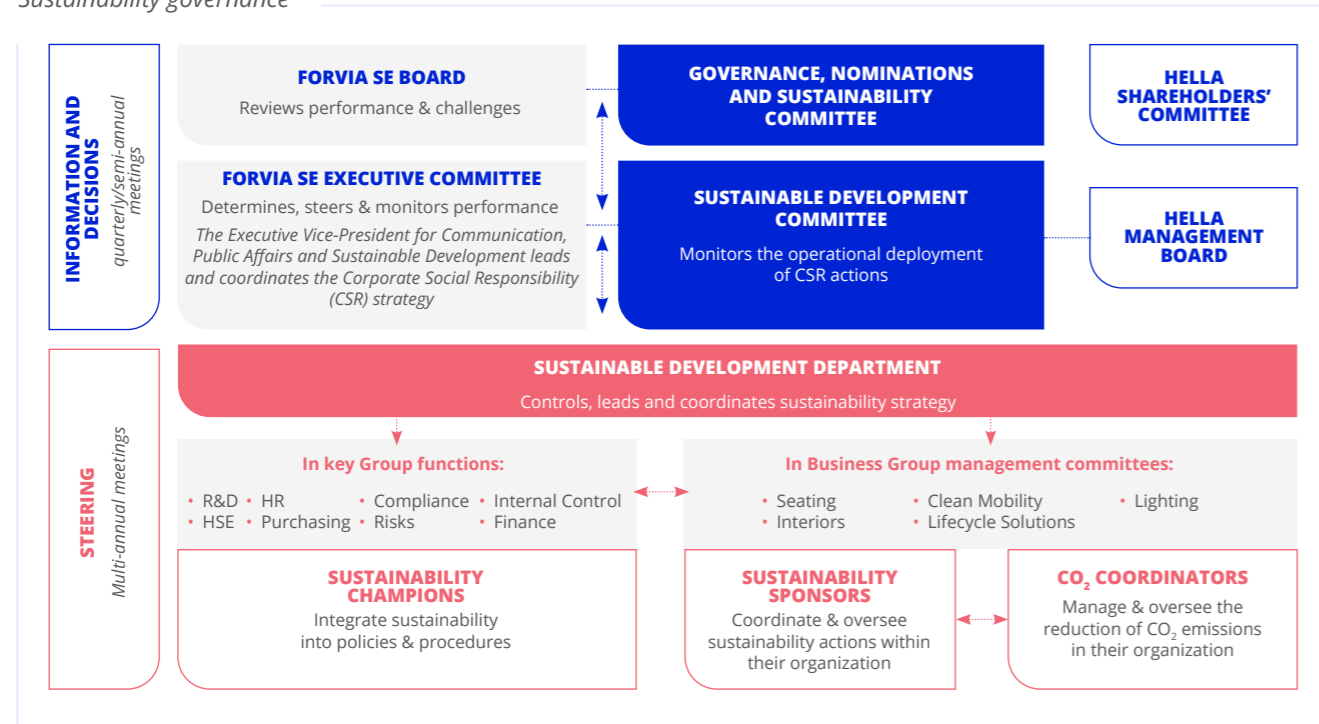 Sustainability governance
INFORMATION AND
DECISIONS
quarterly/semi-annual
meetings
FORVIA SE BOARD
Reviews performance & challenges
GOVERNANCE, NOMINATIONS
AND SUSTAINABILITY
COMMITTEE
HELLA
SHAREHOLDERS’
COMMITTEE
FORVIA SE EXECUTIVE COMMITTEE
Determines, steers & monitors performance
The Executive Vice-President for Communication,
Public Affairs and Sustainable Development leads
and coordinates the Corporate Social Responsibility
(CSR) strategy
SUSTAINABLE DEVELOPMENT
COMMITTEE
Monitors the operational deployment
of CSR actions
HELLA
MANAGEMENT
BOARD
STEERING
Multi-annual meetings
SUSTAINABLE DEVELOPMENT DEPARTMENT
Controls, leads and coordinates sustainability strategy
In key Group functions:
• R&D • HR • Compliance • Internal Control
• HSE • Purchasing • Risks • Finance
In Business Group management committees:
• Seating • Clean Mobility • Lighting
• Interiors • Lifecycle Solutions
SUSTAINABILITY
CHAMPIONS
Integrate sustainability
into policies & procedures
SUSTAINABILITY
SPONSORS
Coordinate & oversee
sustainability actions within
their organization
CO₂ COORDINATORS
Manage & oversee the
reduction of CO₂ emissions
in their organization